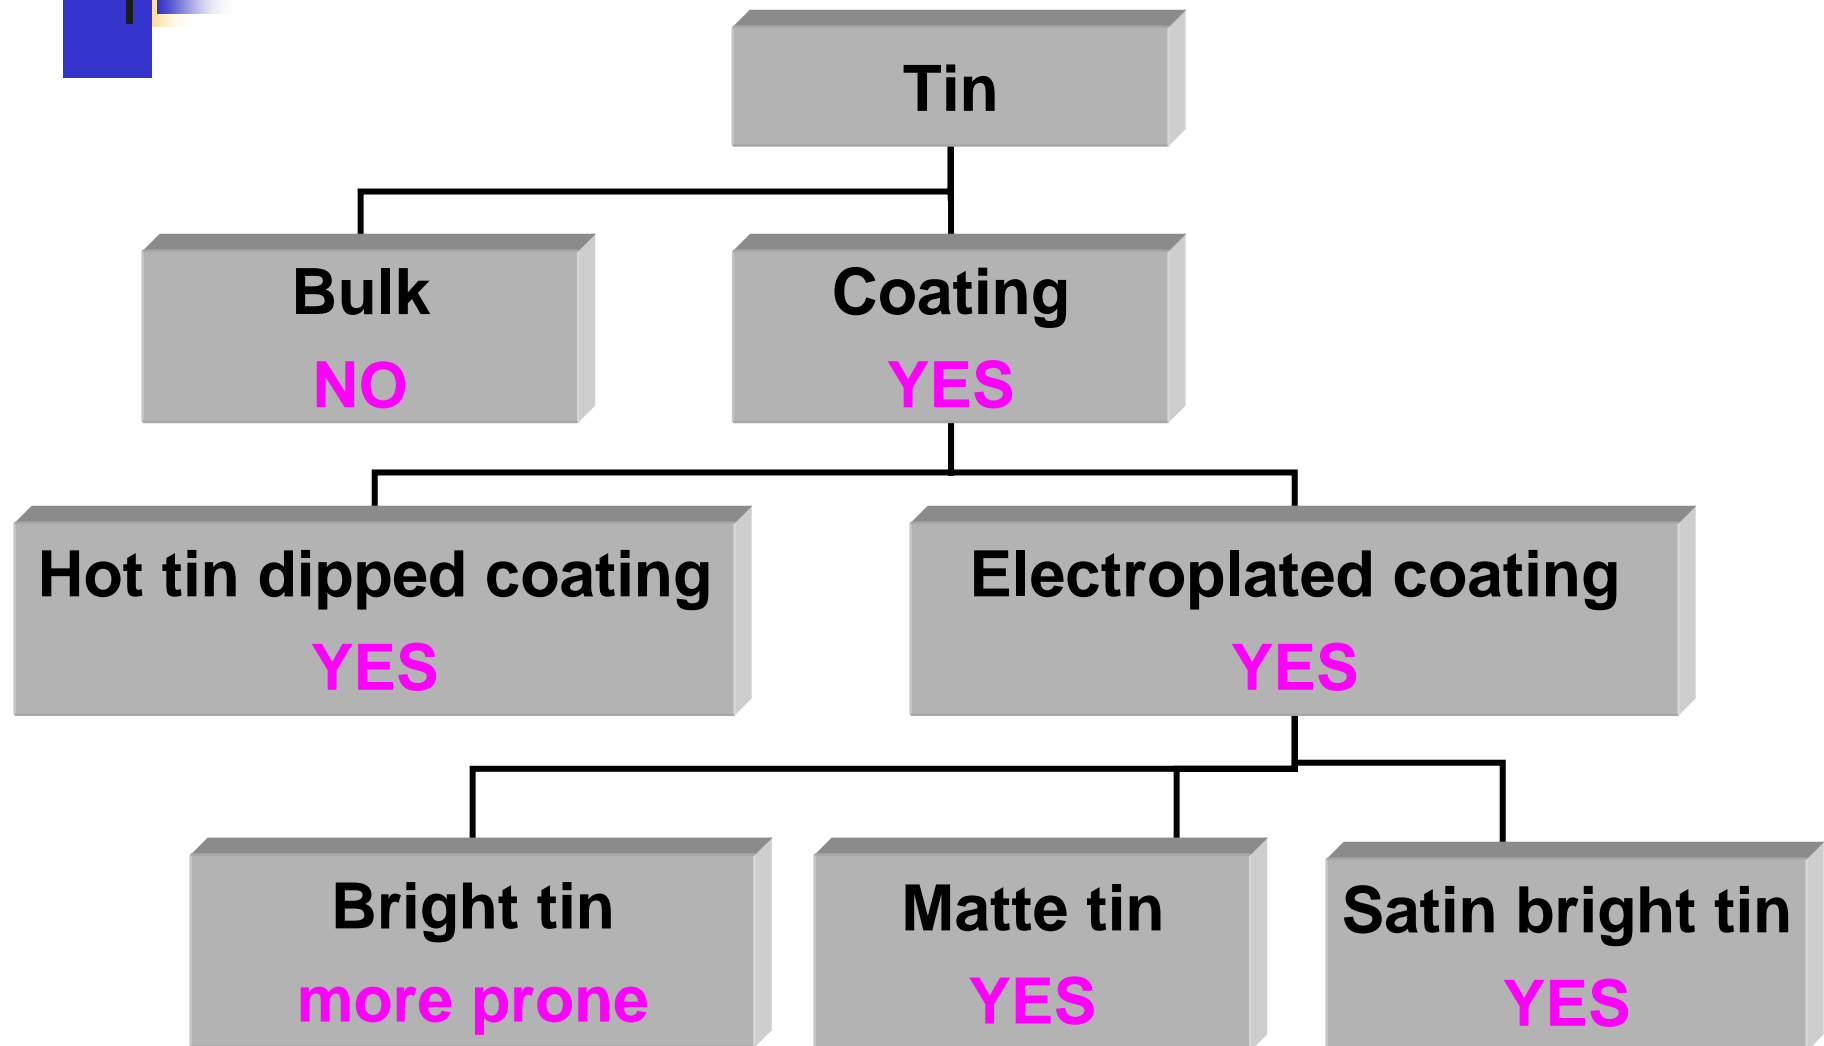 Tin
Bulk
NO
Coating
YES
Hot tin dipped coating
YES
Electroplated coating
YES
Bright tin
more prone
Matte tin
YES
Satin bright tin
YES